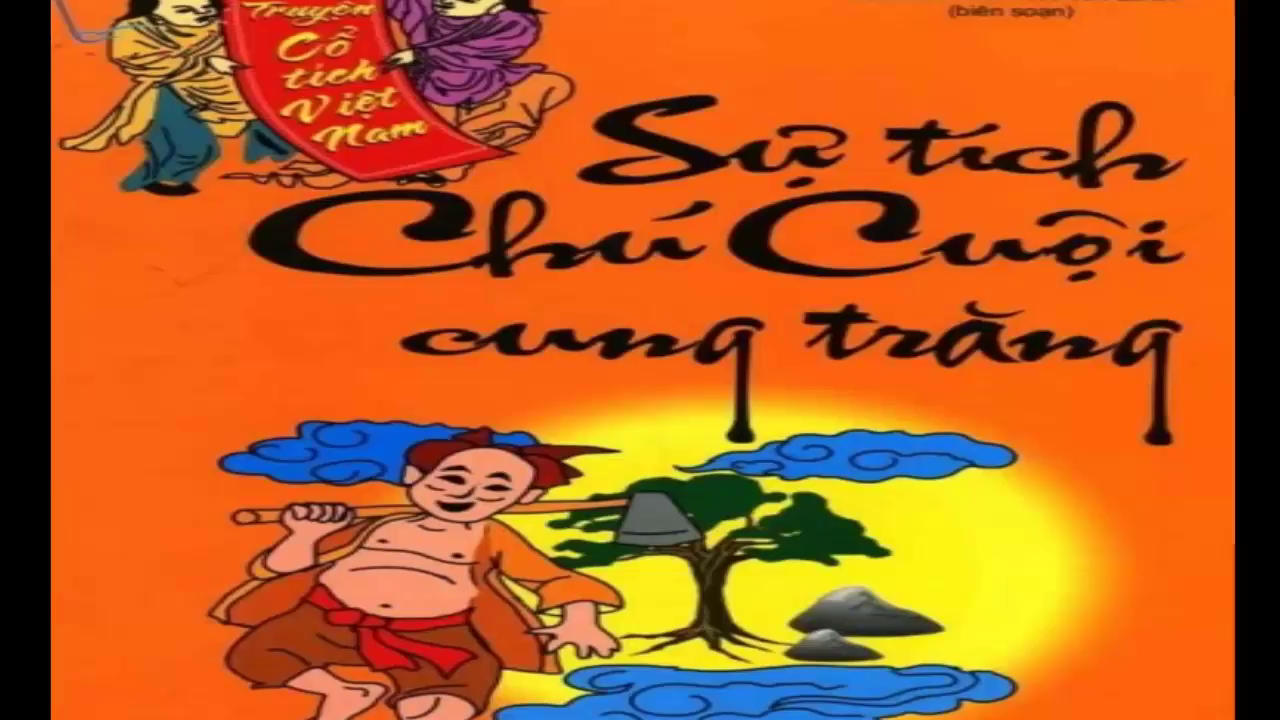 Truyện
Cổ
tích
Việt
Nam
(biên soạn)
Sự tích
Chú Cuội
cung trăng